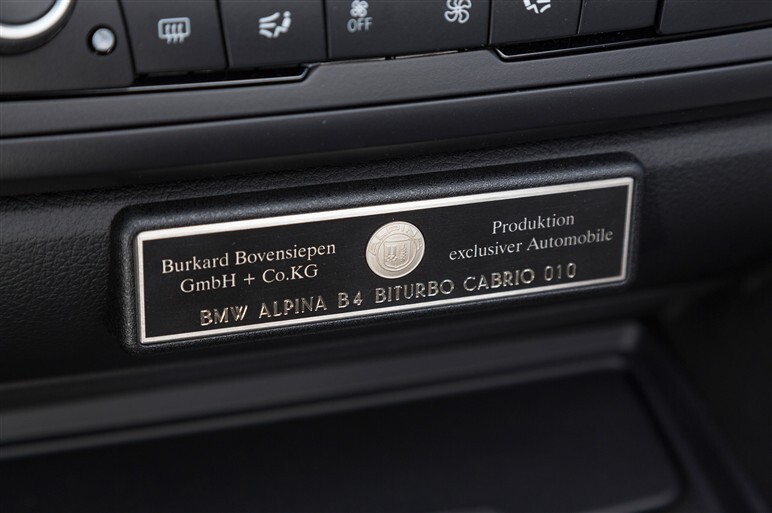 OFF
Burkard Bovensiepen
GmbH + Co.KG
Produktion
exclusiver Automobile
BMW ALPINA B4 BITURBO CABRIO 010